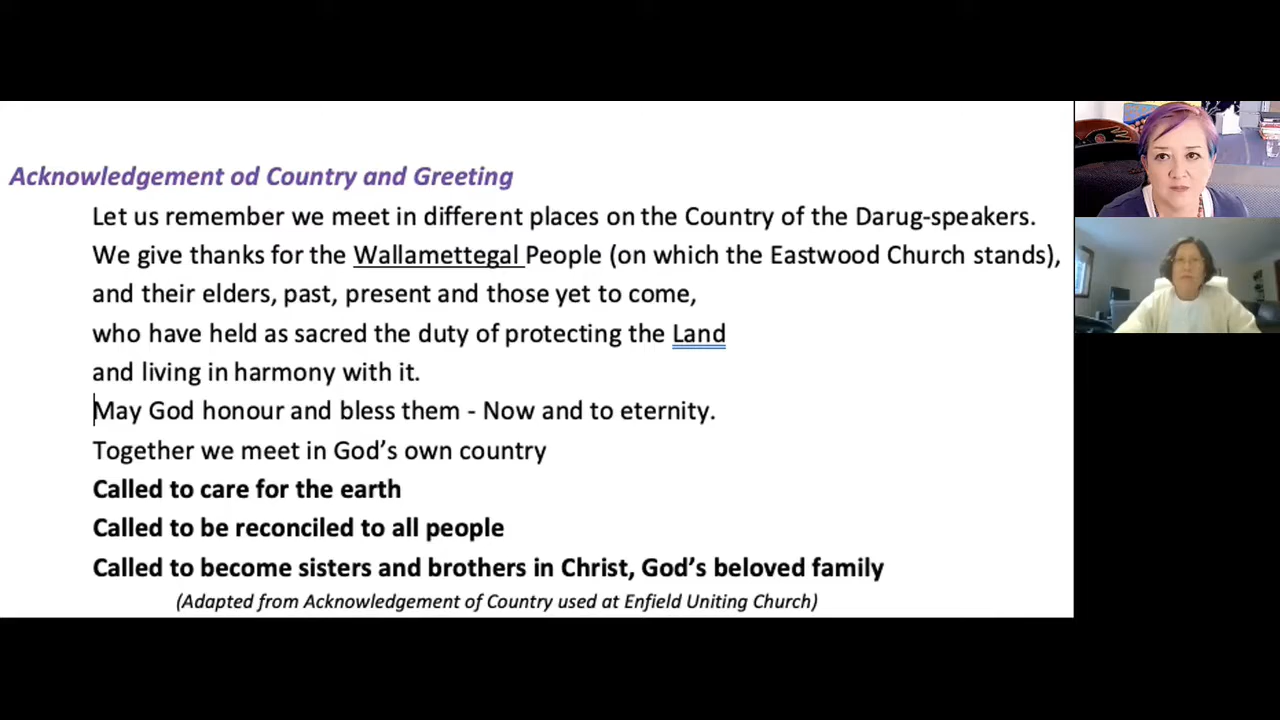 Acknowledgement od Country and Greeting
Let us remember we meet in different places on the Country of the Darug-speakers.
We give thanks for the Wallamettegal People (on which the Eastwood Church stands),
and their elders, past, present and those yet to come,
who have held as sacred the duty of protecting the Land
and living in harmony with it.
May God honour and bless them - Now and to eternity.
Together we meet in God’s own country
Called to care for the earth
Called to be reconciled to all people
Called to become sisters and brothers in Christ, God’s beloved family
(Adapted from Acknowledgement of Country used at Enfield Uniting Church)